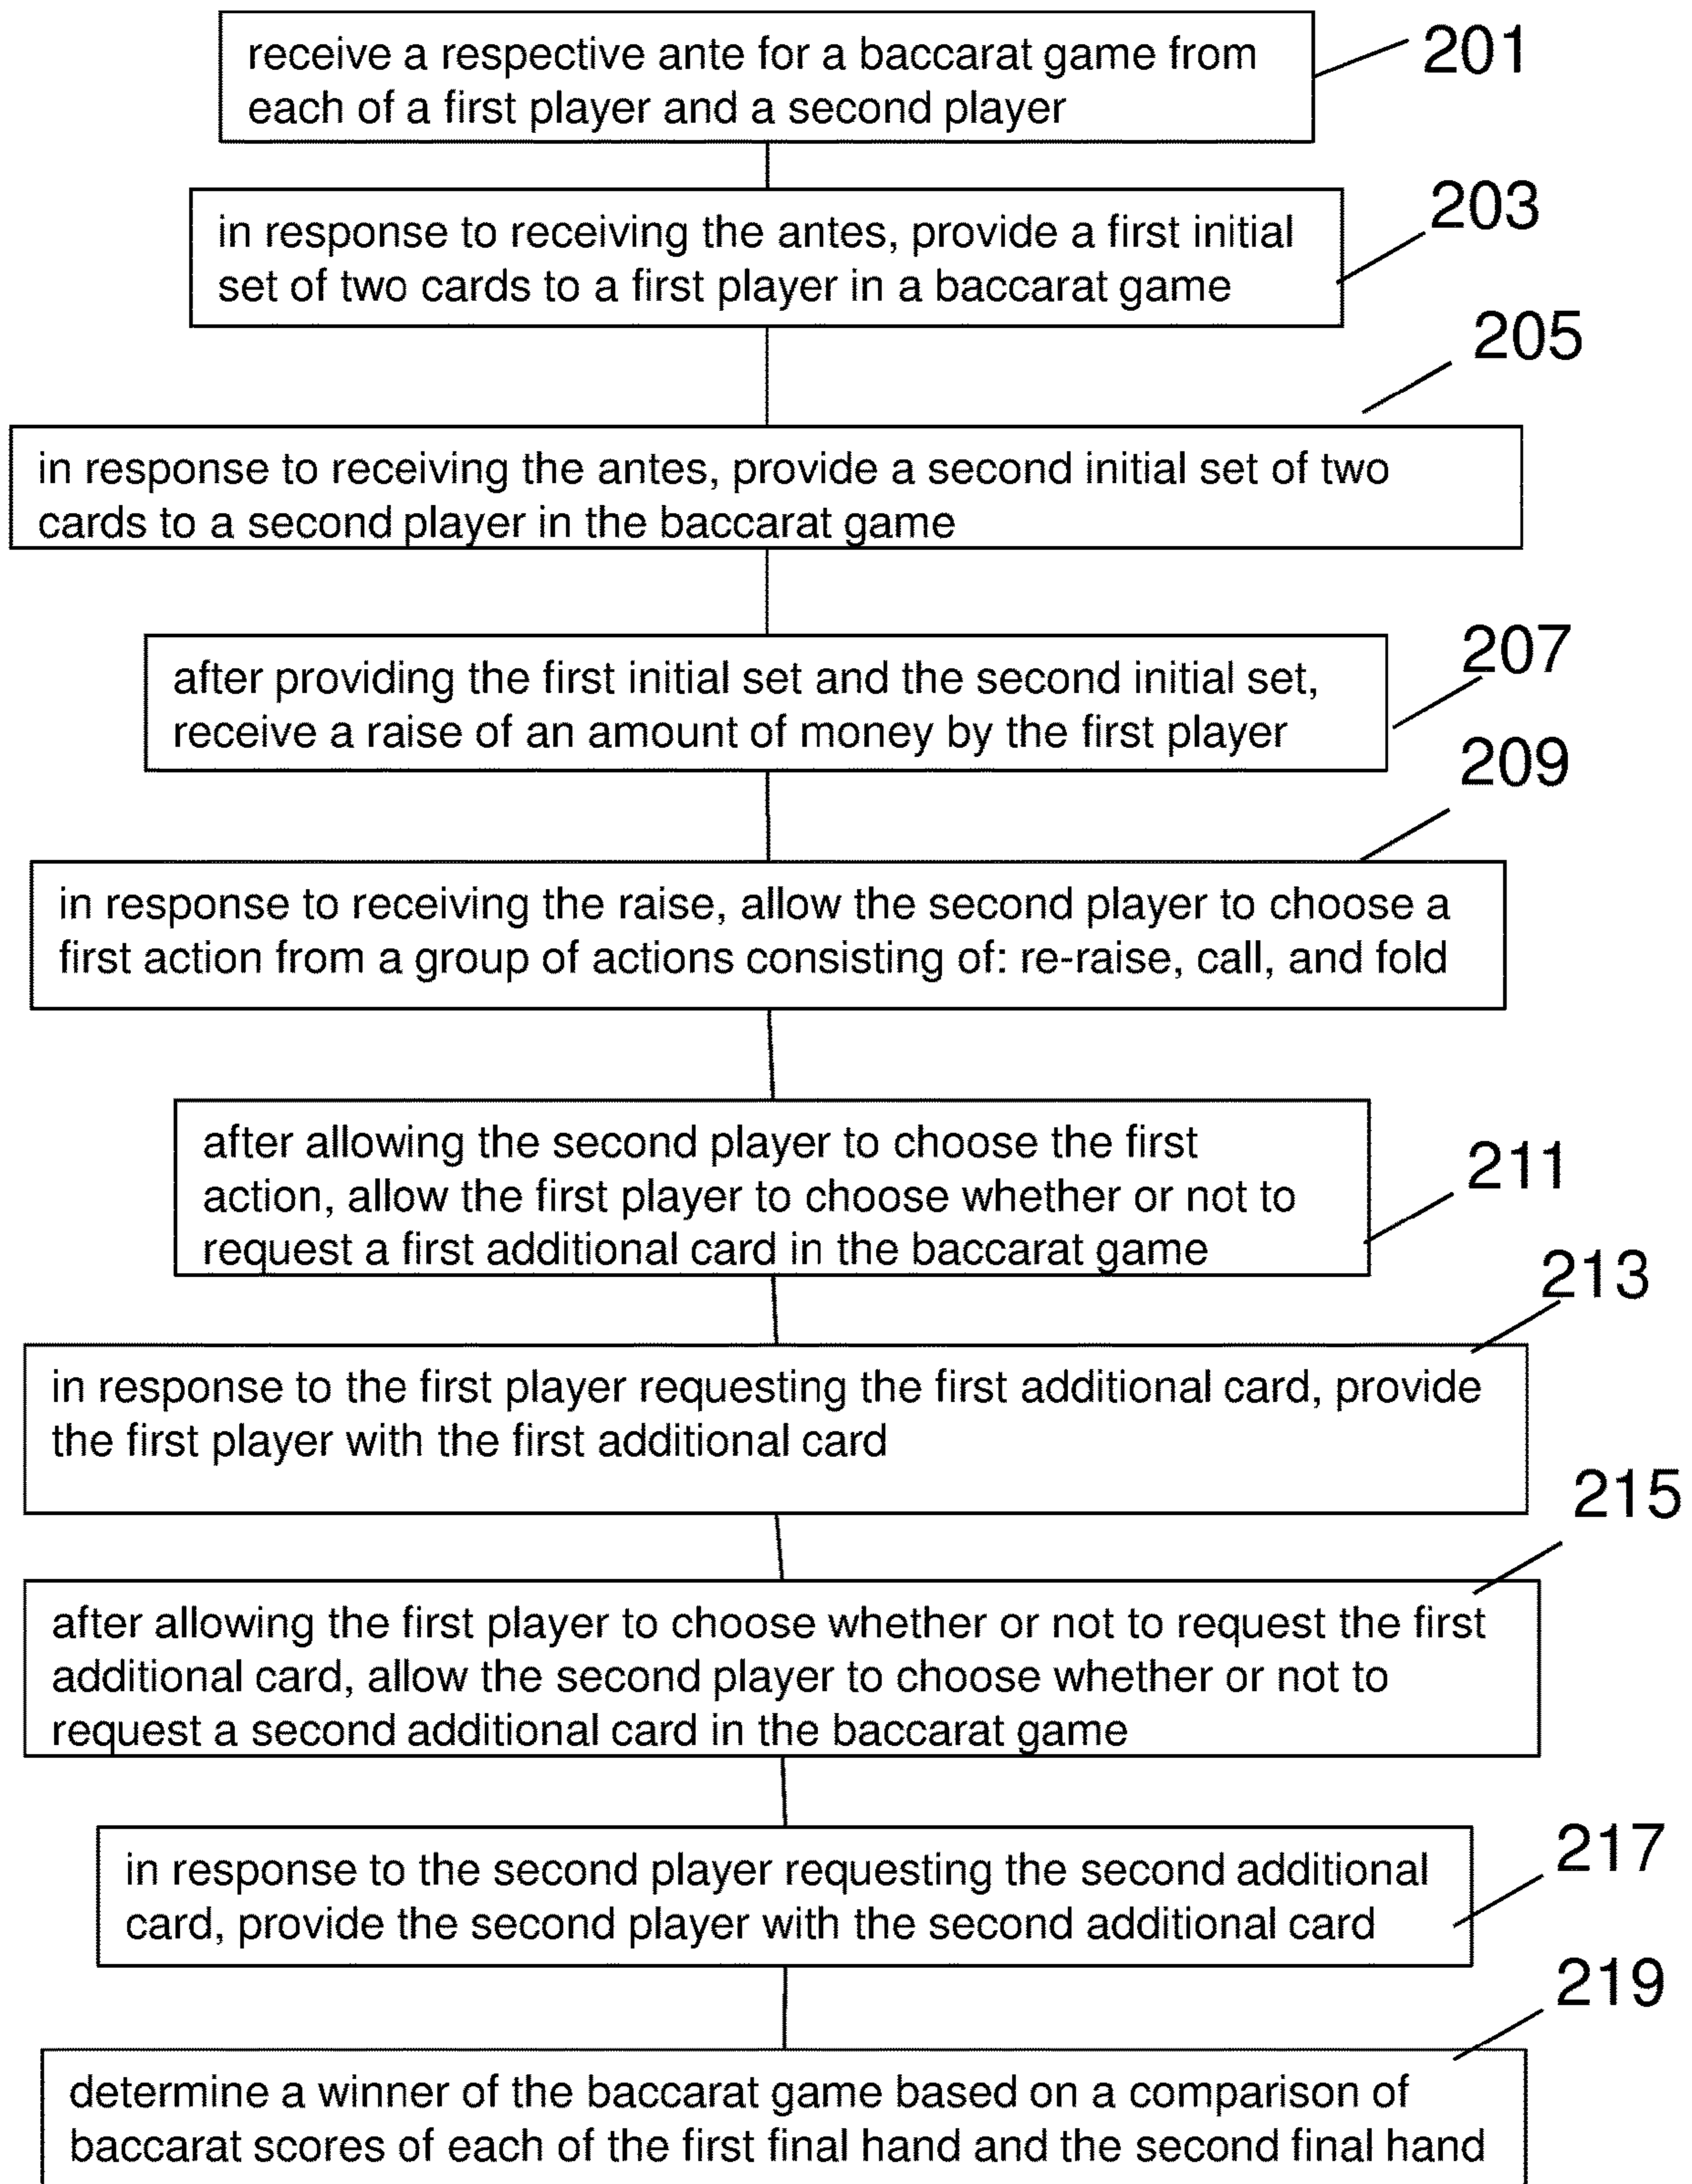 receive a respective ante for a baccarat game from
each of a first player and a second player
201
in response to receiving the antes, provide a first initial
set of two cards to a first player in a baccarat game
203
205
in response to receiving the antes, provide a second initial set of two
cards to a second player in the baccarat game
after providing the first initial set and the second initial set,
receive a raise of an amount of money by the first player
207
209
in response to receiving the raise, allow the second player to choose a
first action from a group of actions consisting of: re-raise, call, and fold
after allowing the second player to choose the first
action, allow the first player to choose whether or not to
request a first additional card in the baccarat game
211
213
in response to the first player requesting the first additional card, provide
the first player with the first additional card
215
after allowing the first player to choose whether or not to request the first
additional card, allow the second player to choose whether or not to
request a second additional card in the baccarat game
in response to the second player requesting the second additional
card, provide the second player with the second additional card
217
219
determine a winner of the baccarat game based on a comparison of
baccarat scores of each of the first final hand and the second final hand